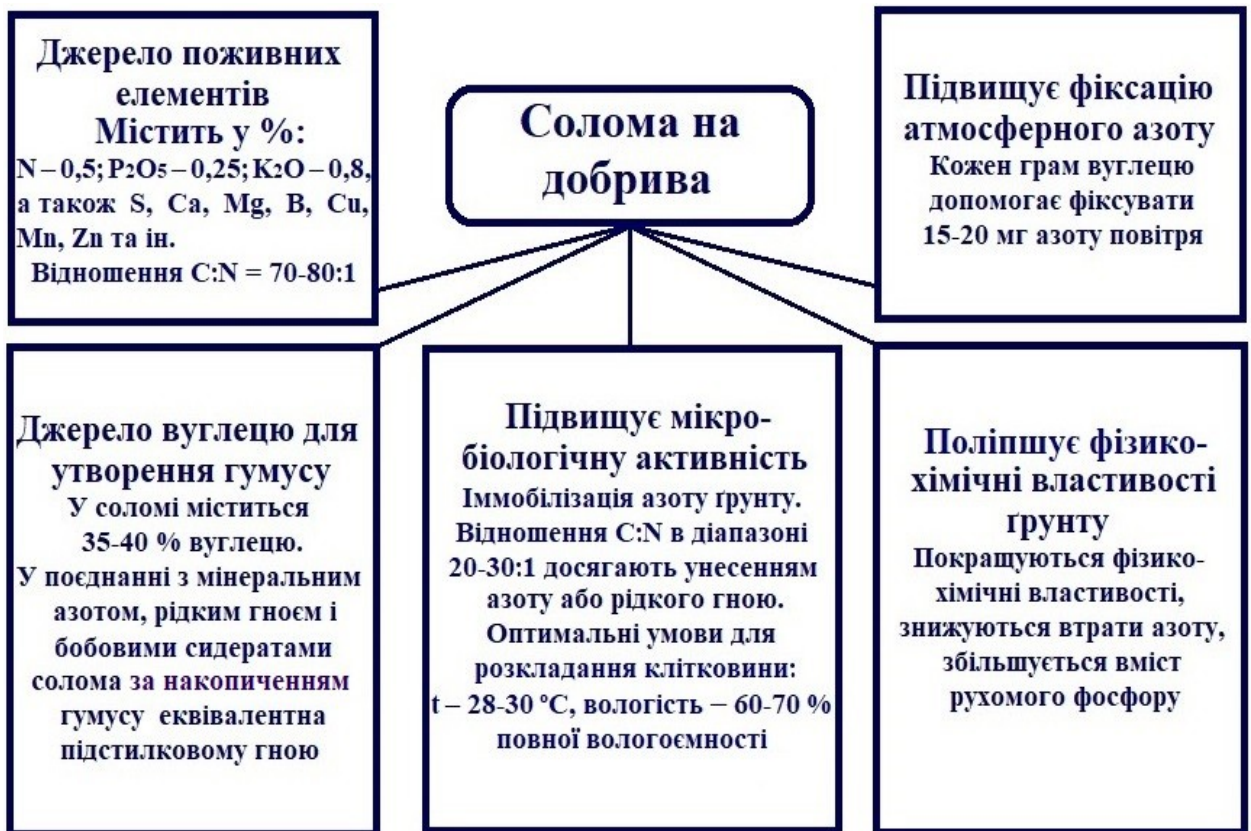 Джерело поживних
елементів
Містить у %:
N – 0,5; P2O5 – 0,25; K2O – 0,8,
а також S, Ca, Mg, B, Cu,
Mn, Zn та ін.
Відношення C:N = 70-80:1
Солома на
добрива
Підвищує фіксацію
атмосферного азоту
Кожен грам вуглецю
допомагає фіксувати
15-20 мг азоту повітря
Джерело вуглецю для
утворення гумусу
У соломі міститься
35-40 % вуглецю.
У поєднанні з мінеральним
азотом, рідким гноєм і
бобовими сидератами
солома за накопиченням
гумусу еквівалентна
підстилковому гною
Підвищує мікро-
біологічну активність
Іммобілізація азоту ґрунту.
Відношення C:N в діапазоні
20-30:1 досягають унесенням
азоту або рідкого гною.
Оптимальні умови для
розкладання клітковини:
t – 28-30 ºС, вологість – 60-70 %
повної вологоємності
Поліпшує фізико-
хімічні властивості
ґрунту
Покращуються фізико-
хімічні властивості,
знижуються втрати азоту,
збільшується вміст
рухомого фосфору